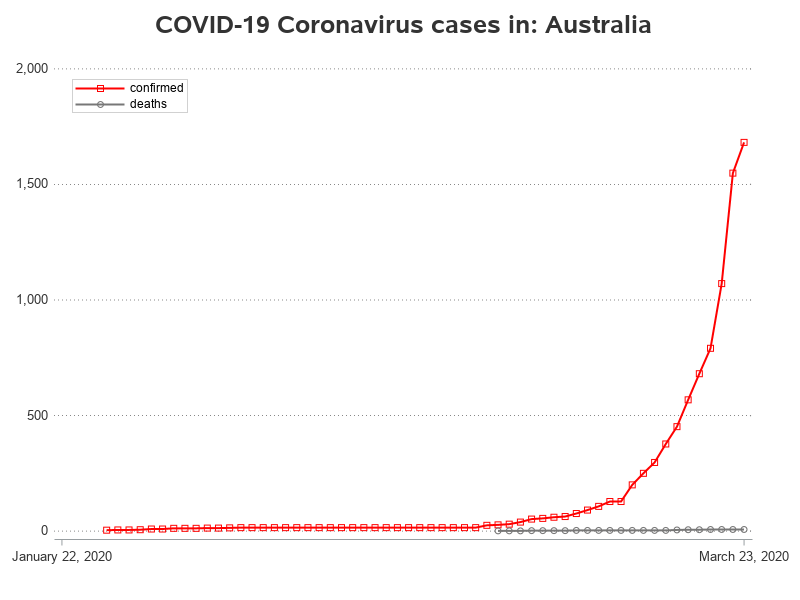 COVID-19 Coronavirus cases in: Australia
2,000
confirmed
deaths
1,500
1,000
500
0
January 22, 2020
March 23, 2020